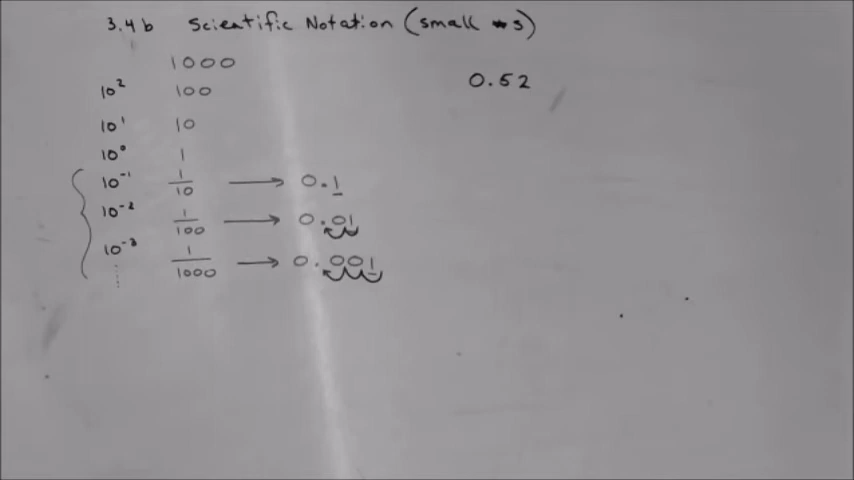 3.4b Scientific Notation (small #s)
1000
10² 100
10¹ 10
10⁰ 1
10⁻¹ 1/10 → 0.1
10⁻² 1/100 → 0.01
10⁻³ 1/1000 → 0.001
0.52